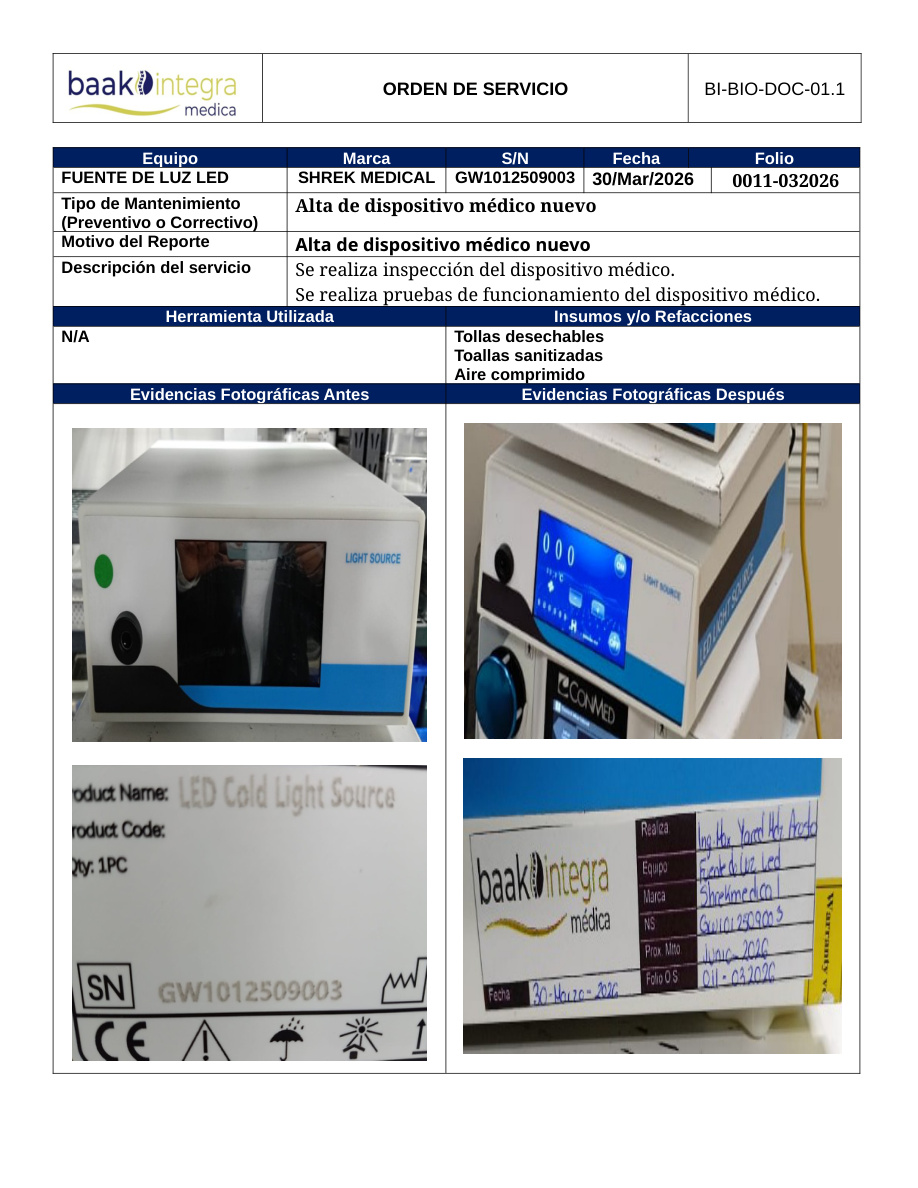 baak integra
medica
ORDEN DE SERVICIO
BI-BIO-DOC-01.1
Equipo Marca S/N Fecha Folio
FUENTE DE LUZ LED SHREK MEDICAL GW1012509003 30/Mar/2026 0011-032026
Tipo de Mantenimiento
(Preventivo o Correctivo)
Alta de dispositivo médico nuevo
Motivo del Reporte
Alta de dispositivo médico nuevo
Descripción del servicio
Se realiza inspección del dispositivo médico.
Se realiza pruebas de funcionamiento del dispositivo médico.
Herramienta Utilizada Insumos y/o Refacciones
N/A
Tollas desechables
Toallas sanitizadas
Aire comprimido
Evidencias Fotográficas Antes Evidencias Fotográficas Después
LIGHT SOURCE
000
ON
LIGHT SOURCE
LED LIGHT SOURCE
CONMED
oduct Name: LED Cold Light Source
roduct Code:
Qty: 1PC
SN GW1012509003
CE
baak integra
médica
Realiza: Ing. Max Yared
Equipo Fuente de Luz Led
Marca Shrekmedical
NS GW1012509003
Prox. Mtto Junio-2026
Folio O.S 011-032026
Fecha 30-Marzo-2026
Warranty